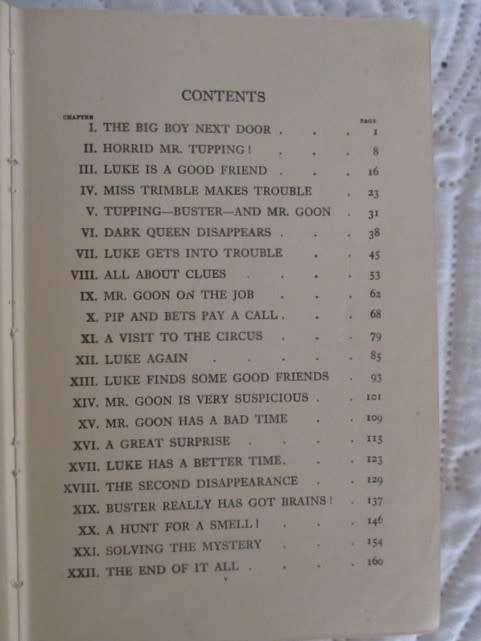 CONTENTS
CHAPTER PAGE
I. THE BIG BOY NEXT DOOR . . . 1
II. HORRID MR. TUPPING! . . . 8
III. LUKE IS A GOOD FRIEND . . . 16
IV. MISS TRIMBLE MAKES TROUBLE . 23
V. TUPPING—BUSTER—AND MR. GOON . 31
VI. DARK QUEEN DISAPPEARS . . . 38
VII. LUKE GETS INTO TROUBLE . . 45
VIII. ALL ABOUT CLUES . . . . 53
IX. MR. GOON ON THE JOB . . . 62
X. PIP AND BETS PAY A CALL . . . 68
XI. A VISIT TO THE CIRCUS . . . 79
XII. LUKE AGAIN . . . . 85
XIII. LUKE FINDS SOME GOOD FRIENDS . 93
XIV. MR. GOON IS VERY SUSPICIOUS . . 101
XV. MR. GOON HAS A BAD TIME . . 109
XVI. A GREAT SURPRISE . . . . 115
XVII. LUKE HAS A BETTER TIME . . . 123
XVIII. THE SECOND DISAPPEARANCE . . 129
XIX. BUSTER REALLY HAS GOT BRAINS! . 137
XX. A HUNT FOR A SMELL! . . . 146
XXI. SOLVING THE MYSTERY . . . 154
XXII. THE END OF IT ALL . . . . 160
v